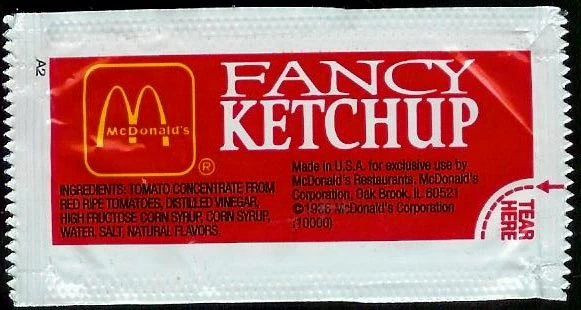 A2
McDonald's
®
FANCY
KETCHUP
INGREDIENTS: TOMATO CONCENTRATE FROM
RED RIPE TOMATOES, DISTILLED VINEGAR,
HIGH FRUCTOSE CORN SYRUP, CORN SYRUP,
WATER, SALT, NATURAL FLAVORS.
Made in U.S.A. for exclusive use by
McDonald's Restaurants. McDonald's
Corporation, Oak Brook, IL 60521
McDonald's Corporation
(10000)
TEAR
HERE